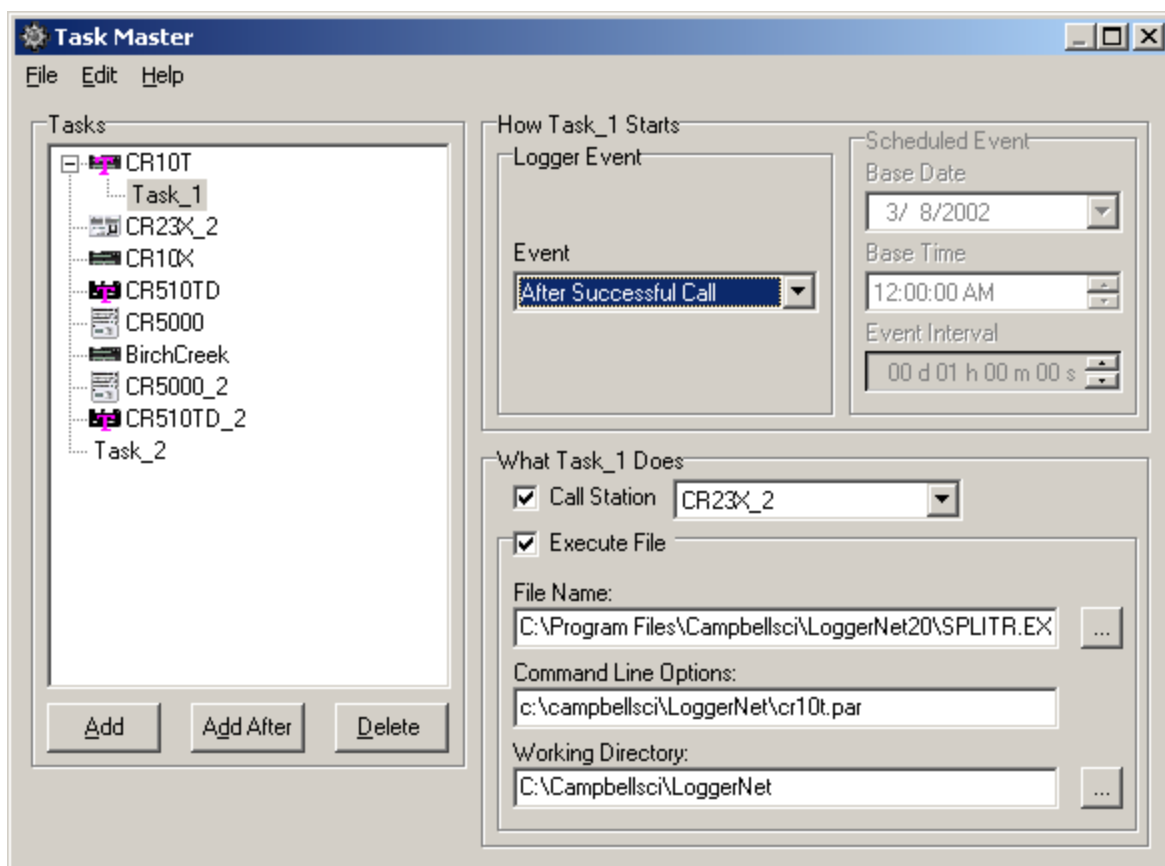 Task Master
File Edit Help
Tasks
CR10T
Task_1
CR23X_2
CR10X
CR510TD
CR5000
BirchCreek
CR5000_2
CR510TD_2
Task_2
Add Add After Delete
How Task_1 Starts
Logger Event
Event
After Successful Call
Scheduled Event
Base Date
3/ 8/2002
Base Time
12:00:00 AM
Event Interval
00 d 01 h 00 m 00 s
What Task_1 Does
Call Station CR23X_2
Execute File
File Name:
C:\Program Files\Campbellsci\LoggerNet20\SPLITR.EX
...
Command Line Options:
c:\campbellsci\LoggerNet\cr10t.par
Working Directory:
C:\Campbellsci\LoggerNet
...